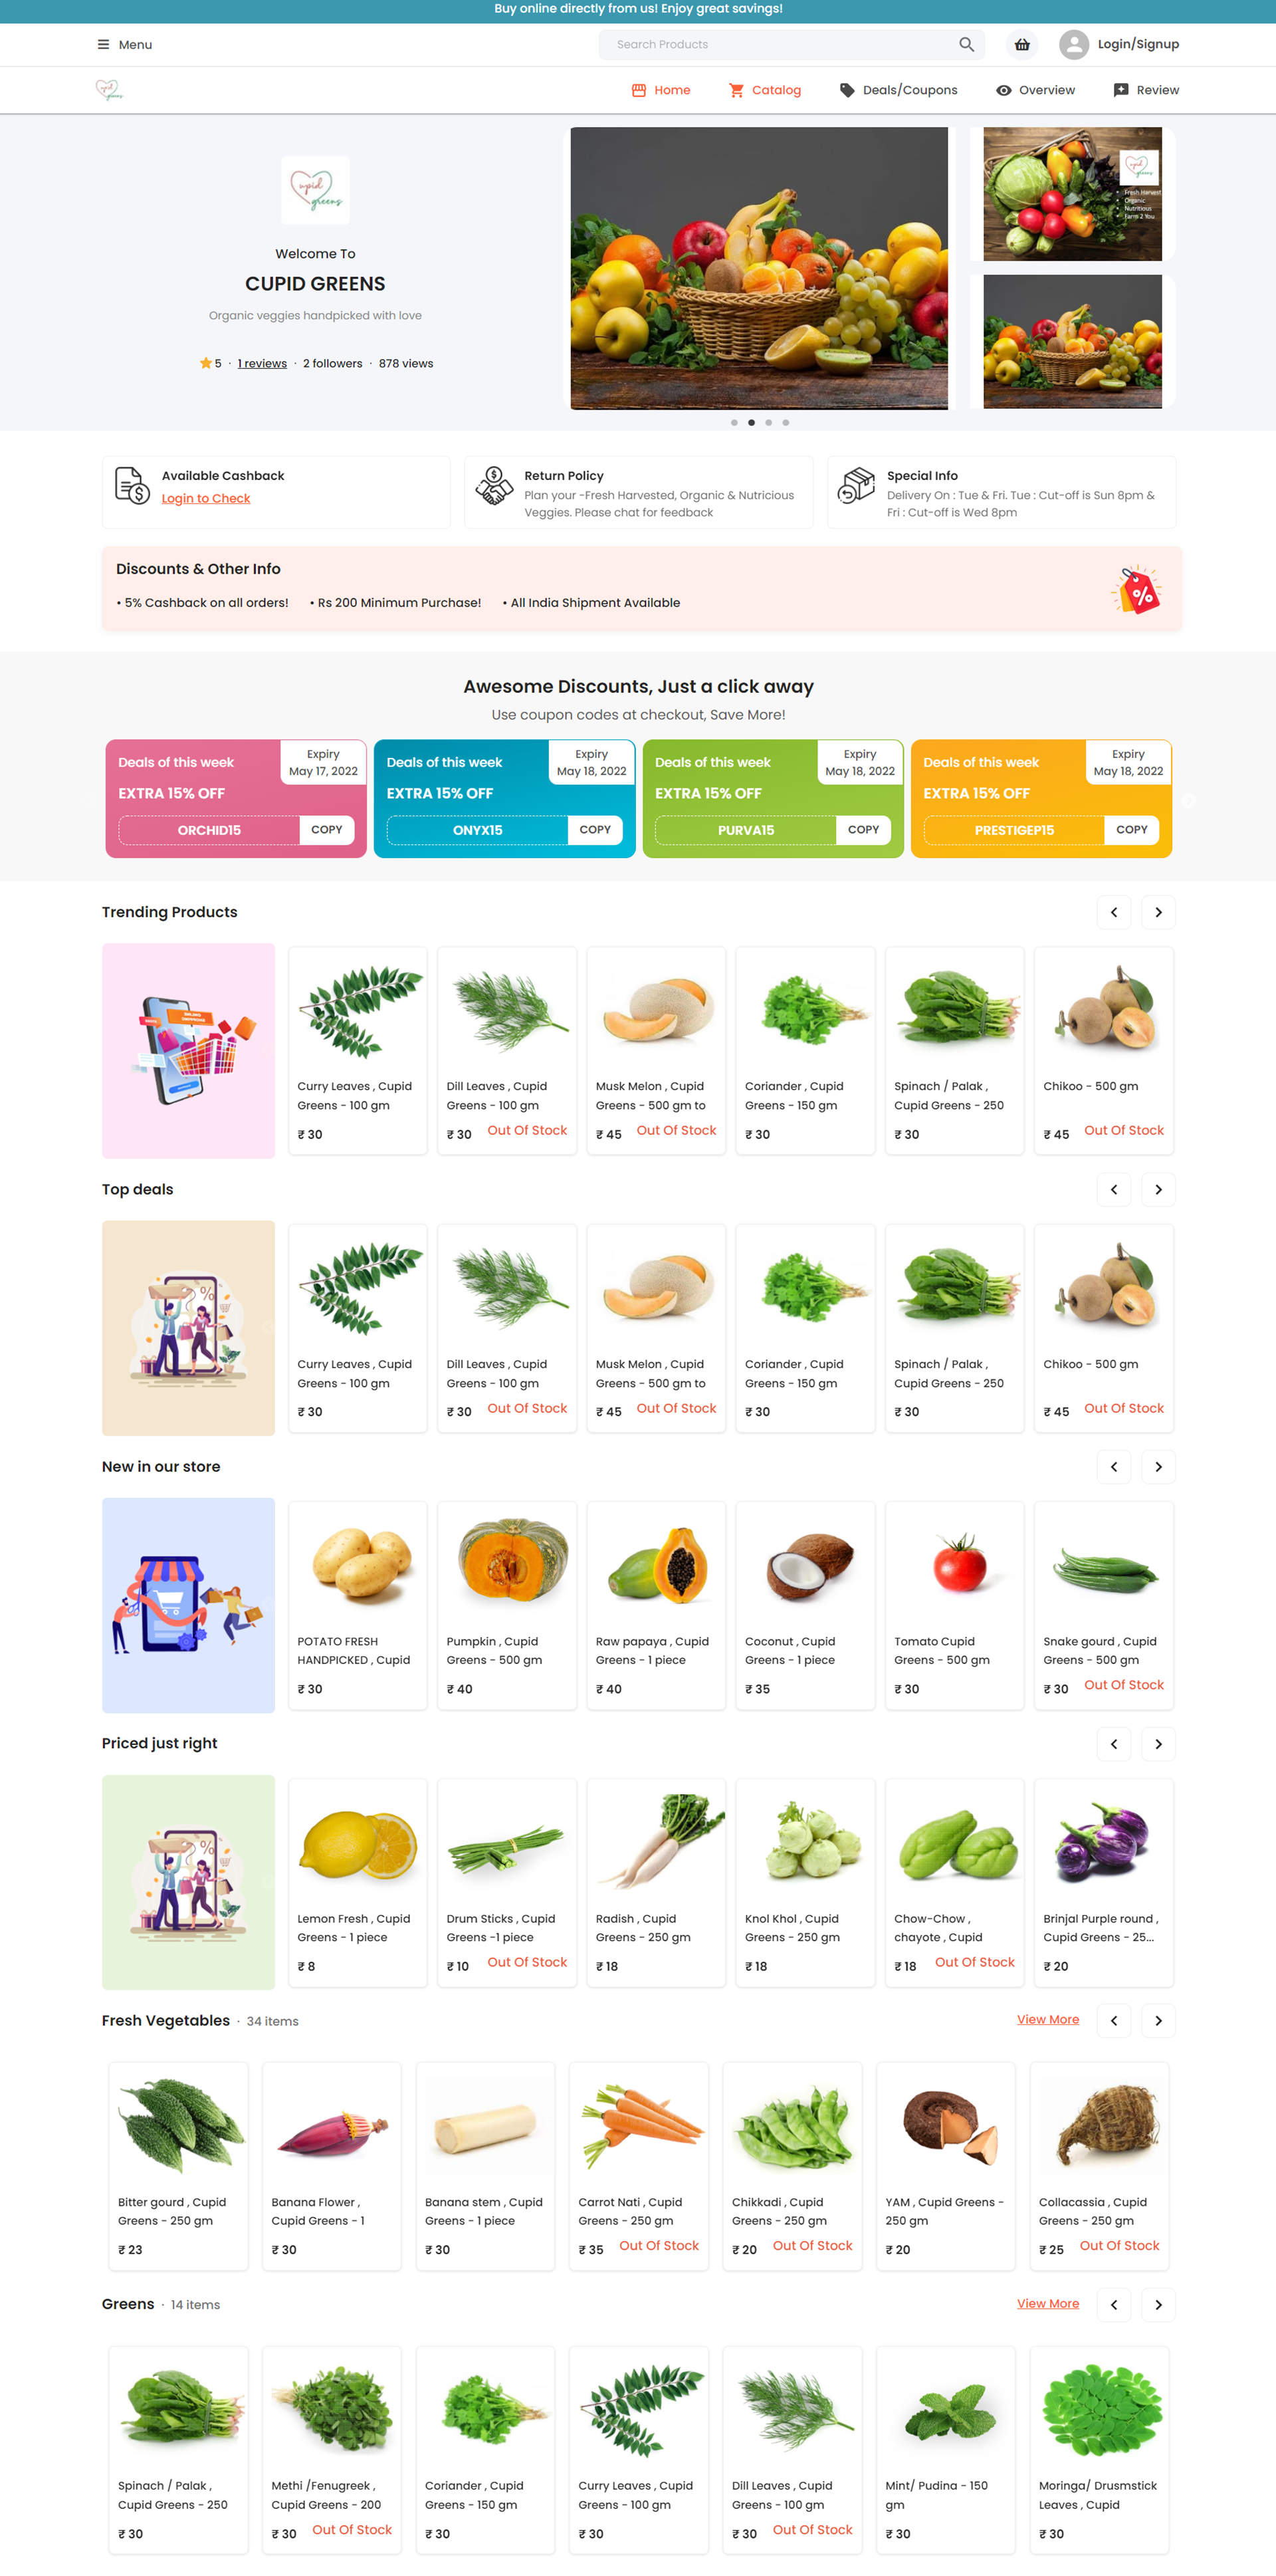 Buy online directly from us! Enjoy great savings!
Menu
Search Products
Login/Signup
cupid greens
Home
Catalog
Deals/Coupons
Overview
Review
cupid greens
Welcome To
CUPID GREENS
Organic veggies handpicked with love
5 · 1 reviews · 2 followers · 878 views
cupid greens
• Fresh Harvest
• Organic
• Nutritious
Farm 2 You
Available Cashback
Login to Check
Return Policy
Plan your -Fresh Harvested, Organic & Nutricious
Veggies. Please chat for feedback
Special Info
Delivery On : Tue & Fri. Tue : Cut-off is Sun 8pm &
Fri : Cut-off is Wed 8pm
Discounts & Other Info
• 5% Cashback on all orders! • Rs 200 Minimum Purchase! • All India Shipment Available
%
Awesome Discounts, Just a click away
Use coupon codes at checkout, Save More!
Deals of this week
Expiry
May 17, 2022
EXTRA 15% OFF
ORCHID15
COPY
Deals of this week
Expiry
May 18, 2022
EXTRA 15% OFF
ONYX15
COPY
Deals of this week
Expiry
May 18, 2022
EXTRA 15% OFF
PURVA15
COPY
Deals of this week
Expiry
May 18, 2022
EXTRA 15% OFF
PRESTIGEP15
COPY
Trending Products
Curry Leaves , Cupid
Greens - 100 gm
₹ 30
Dill Leaves , Cupid
Greens - 100 gm
₹ 30 Out Of Stock
Musk Melon , Cupid
Greens - 500 gm to
₹ 45 Out Of Stock
Coriander , Cupid
Greens - 150 gm
₹ 30
Spinach / Palak ,
Cupid Greens - 250
₹ 30
Chikoo - 500 gm
₹ 45 Out Of Stock
Top deals
Curry Leaves , Cupid
Greens - 100 gm
₹ 30
Dill Leaves , Cupid
Greens - 100 gm
₹ 30 Out Of Stock
Musk Melon , Cupid
Greens - 500 gm to
₹ 45 Out Of Stock
Coriander , Cupid
Greens - 150 gm
₹ 30
Spinach / Palak ,
Cupid Greens - 250
₹ 30
Chikoo - 500 gm
₹ 45 Out Of Stock
New in our store
POTATO FRESH
HANDPICKED , Cupid
₹ 30
Pumpkin , Cupid
Greens - 500 gm
₹ 40
Raw papaya , Cupid
Greens - 1 piece
₹ 40
Coconut , Cupid
Greens - 1 piece
₹ 35
Tomato Cupid
Greens - 500 gm
₹ 30
Snake gourd , Cupid
Greens - 500 gm
₹ 30 Out Of Stock
Priced just right
Lemon Fresh , Cupid
Greens - 1 piece
₹ 8
Drum Sticks , Cupid
Greens -1 piece
₹ 10 Out Of Stock
Radish , Cupid
Greens - 250 gm
₹ 18
Knol Khol , Cupid
Greens - 250 gm
₹ 18
Chow-Chow ,
chayote , Cupid
₹ 18 Out Of Stock
Brinjal Purple round ,
Cupid Greens - 25...
₹ 20
Fresh Vegetables · 34 items
View More
Bitter gourd , Cupid
Greens - 250 gm
₹ 23
Banana Flower ,
Cupid Greens - 1
₹ 30
Banana stem , Cupid
Greens - 1 piece
₹ 30
Carrot Nati , Cupid
Greens - 250 gm
₹ 35 Out Of Stock
Chikkadi , Cupid
Greens - 250 gm
₹ 20 Out Of Stock
YAM , Cupid Greens -
250 gm
₹ 20
Collacassia , Cupid
Greens - 250 gm
₹ 25 Out Of Stock
Greens · 14 items
View More
Spinach / Palak ,
Cupid Greens - 250
₹ 30
Methi /Fenugreek ,
Cupid Greens - 200
₹ 30 Out Of Stock
Coriander , Cupid
Greens - 150 gm
₹ 30
Curry Leaves , Cupid
Greens - 100 gm
₹ 30
Dill Leaves , Cupid
Greens - 100 gm
₹ 30 Out Of Stock
Mint/ Pudina - 150
gm
₹ 30
Moringa/ Drusmstick
Leaves , Cupid
₹ 30